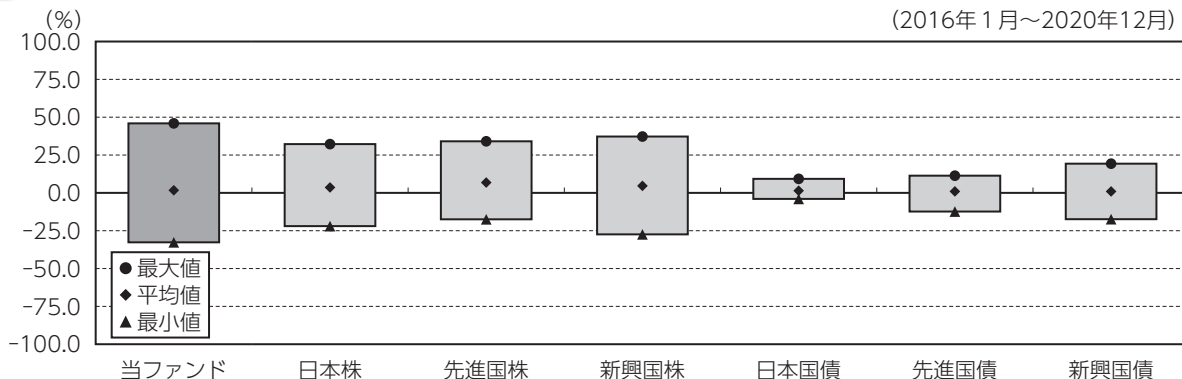 (%)
(2016年1月～2020年12月)
100.0
75.0
50.0
25.0
0.0
-25.0
-50.0
-75.0
-100.0
●最大値
◆平均値
▲最小値
当ファンド 日本株 先進国株 新興国株 日本国債 先進国債 新興国債